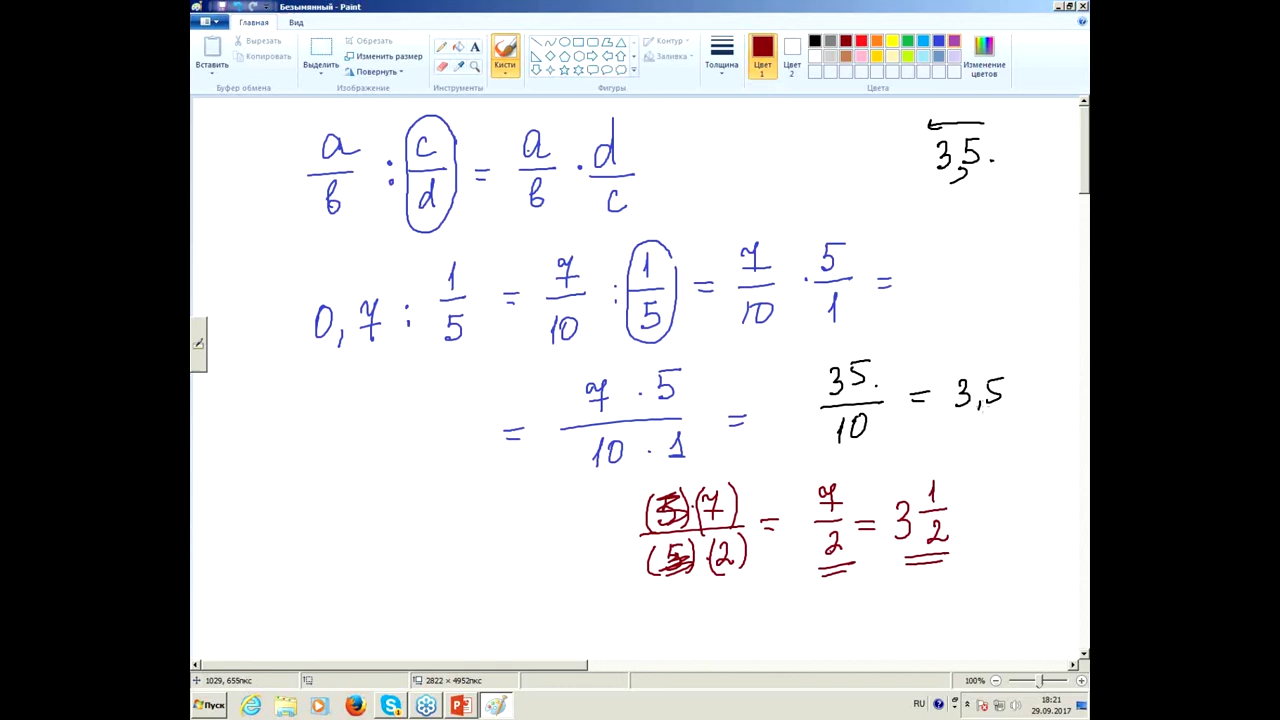 Безымянный - Paint
Главная Вид
Вставить Вырезать Копировать Буфер обмена
Выделить Обрезать Изменить размер Повернуть Изображение
A Инструменты
Кисти
Контур Заливка Фигуры
Толщина
Цвет 1 Цвет 2 Изменение цветов Цвета
a/b : c/d = a/b · d/c
3,5.
0,7 : 1/5 = 7/10 : 1/5 = 7/10 · 5/1 =
= 7 · 5 / 10 · 1 = 35. / 10 = 3,5
(5)·(7) / (5)·(2) = 7/2 = 3 1/2
1029, 655пкс 2822 × 4952пкс 100%
Пуск RU 18:21
29.09.2017